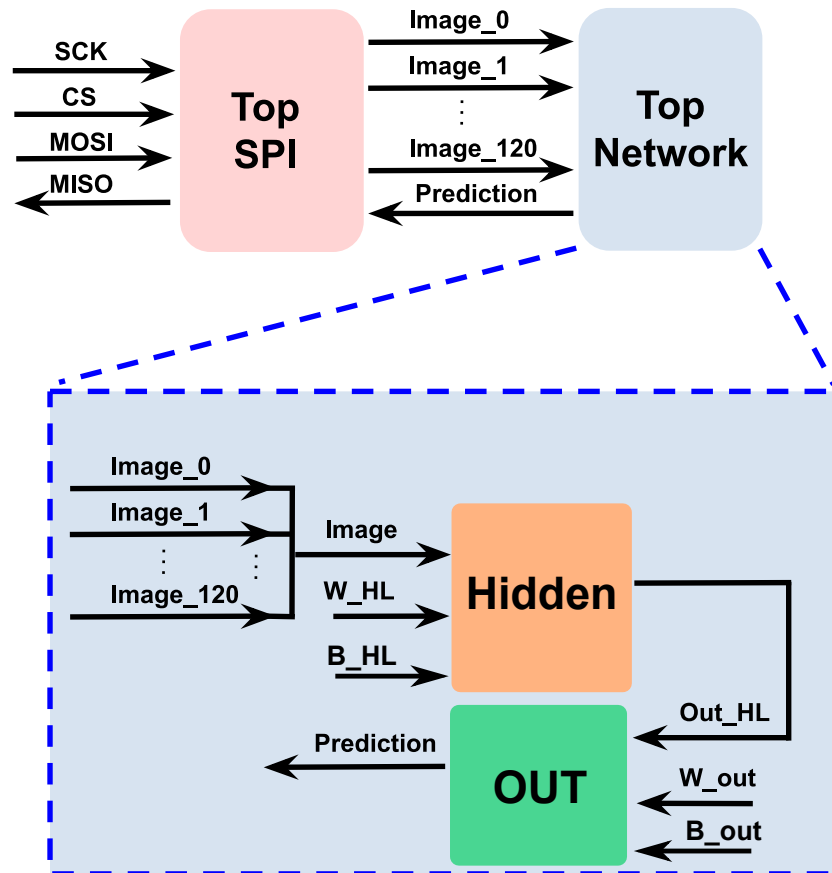 SCK
CS
MOSI
MISO
Top
SPI
Image_0
Image_1
Image_120
Prediction
Top
Network
Image_0
Image_1
Image_120
Image
W_HL
B_HL
Hidden
Out_HL
Prediction
OUT
W_out
B_out